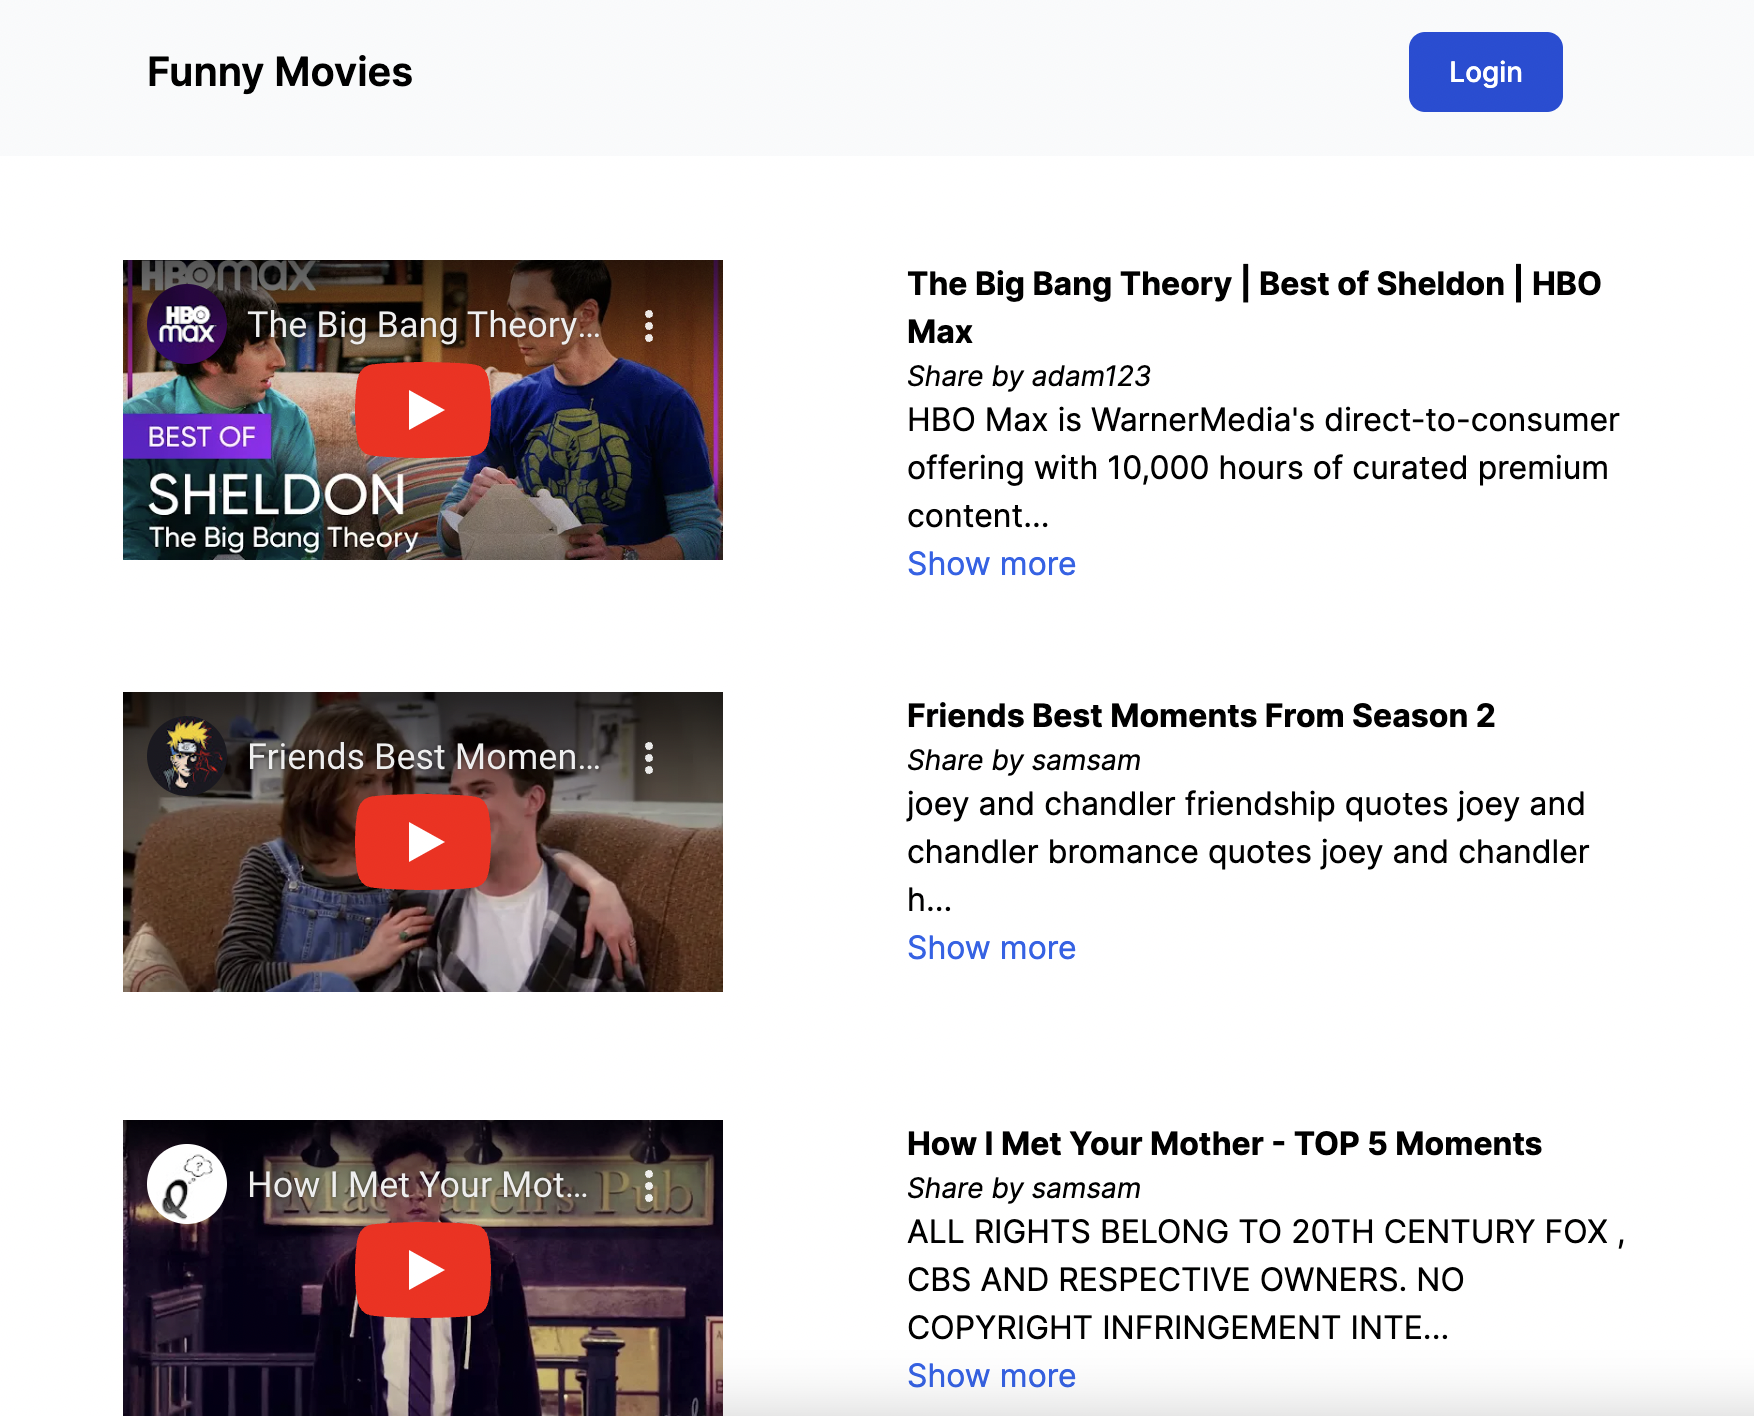 Funny Movies
Login
HBOmax
HBO
max
The Big Bang Theory...
BEST OF
SHELDON
The Big Bang Theory
The Big Bang Theory | Best of Sheldon | HBO
Max
Share by adam123
HBO Max is WarnerMedia's direct-to-consumer
offering with 10,000 hours of curated premium
content...
Show more
Friends Best Momen...
Friends Best Moments From Season 2
Share by samsam
joey and chandler friendship quotes joey and
chandler bromance quotes joey and chandler
h...
Show more
?
Q
How I Met Your Mot...
Pub
How I Met Your Mother - TOP 5 Moments
Share by samsam
ALL RIGHTS BELONG TO 20TH CENTURY FOX ,
CBS AND RESPECTIVE OWNERS. NO
COPYRIGHT INFRINGEMENT INTE...
Show more